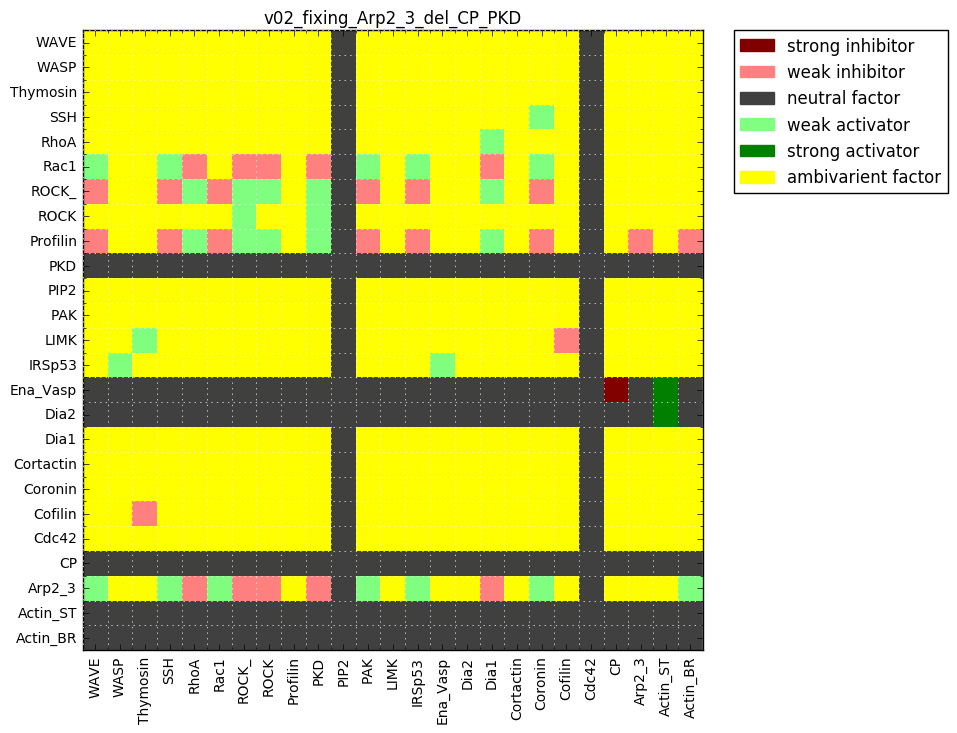 v02_fixing_Arp2_3_del_CP_PKD
WAVE
WASP
Thymosin
SSH
RhoA
Rac1
ROCK_
ROCK
Profilin
PKD
PIP2
PAK
LIMK
IRSp53
Ena_Vasp
Dia2
Dia1
Cortactin
Coronin
Cofilin
Cdc42
CP
Arp2_3
Actin_ST
Actin_BR
WAVE
WASP
Thymosin
SSH
RhoA
Rac1
ROCK_
ROCK
Profilin
PKD
PIP2
PAK
LIMK
IRSp53
Ena_Vasp
Dia2
Dia1
Cortactin
Coronin
Cofilin
Cdc42
CP
Arp2_3
Actin_ST
Actin_BR
strong inhibitor
weak inhibitor
neutral factor
weak activator
strong activator
ambivarient factor